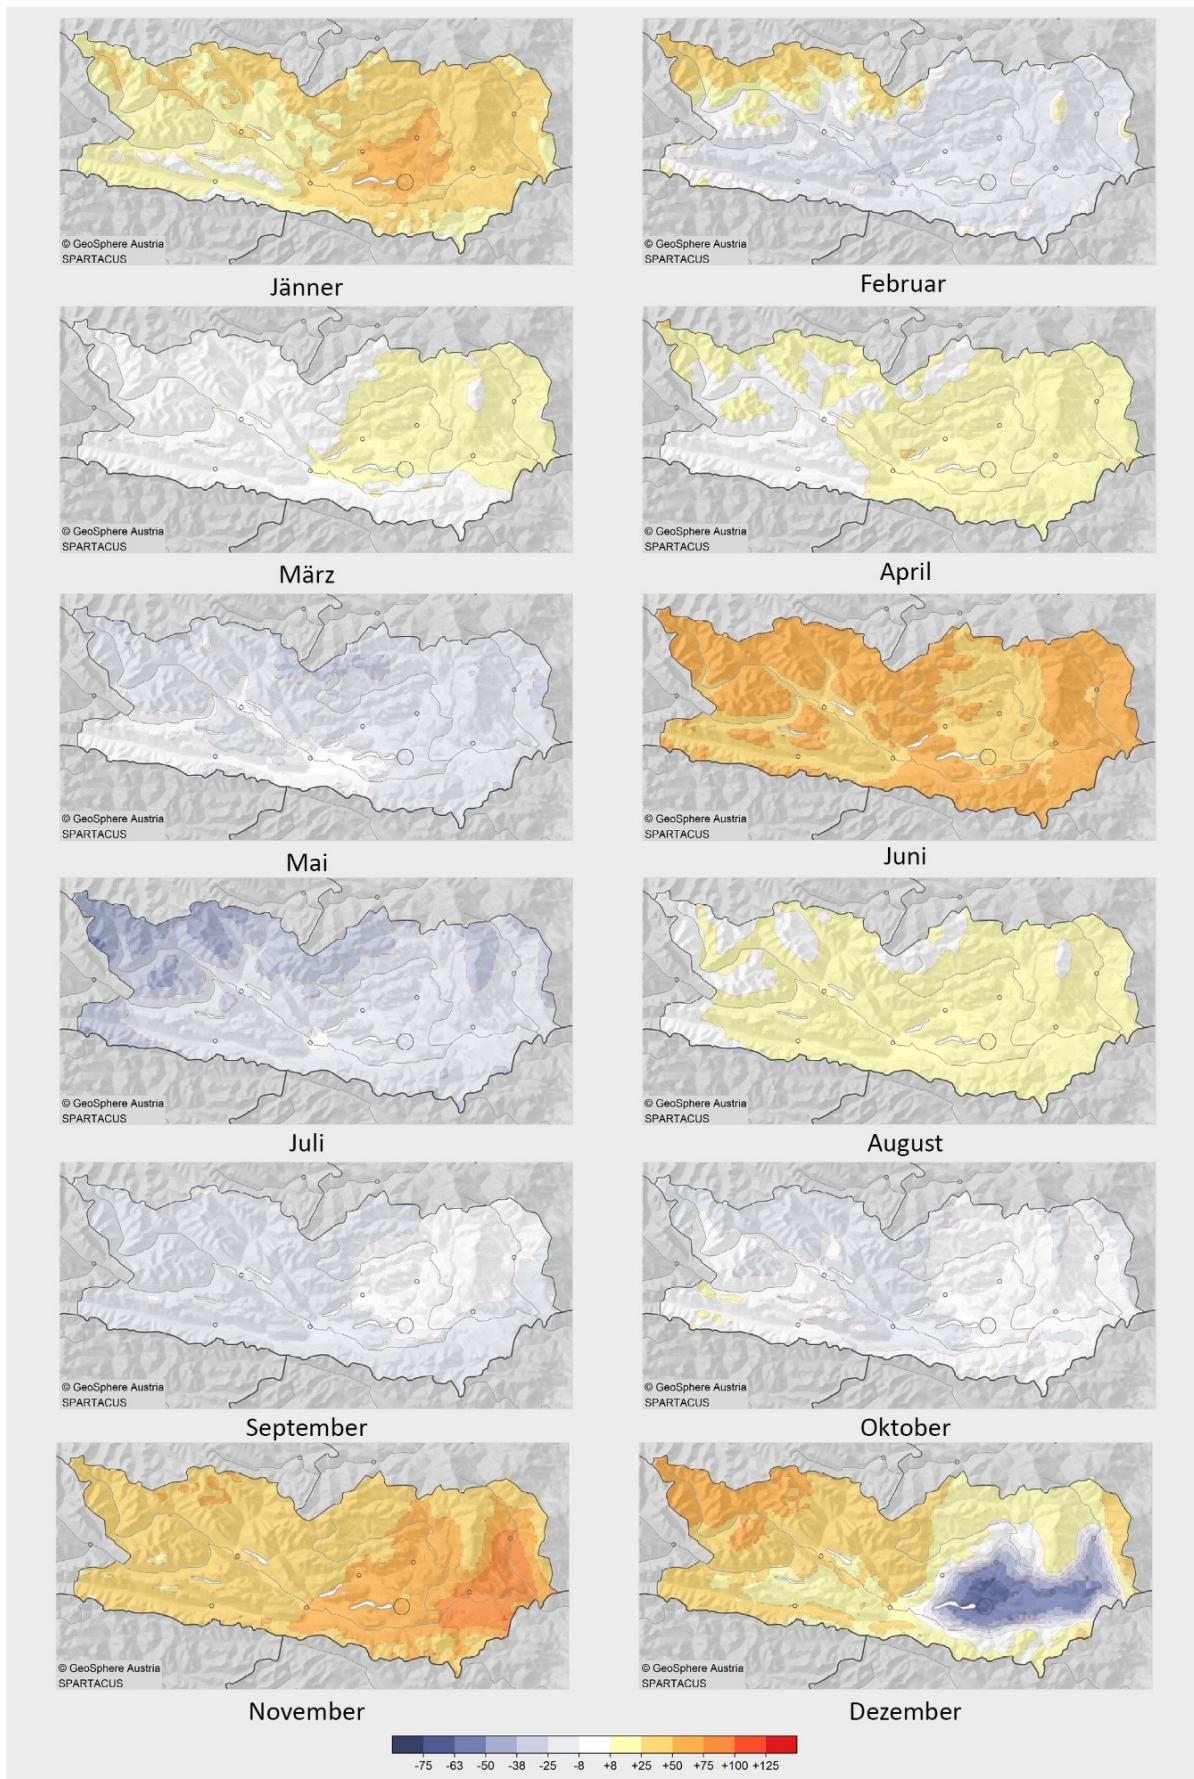 © GeoSphere Austria
SPARTACUS
Jänner
© GeoSphere Austria
SPARTACUS
Februar
© GeoSphere Austria
SPARTACUS
März
© GeoSphere Austria
SPARTACUS
April
© GeoSphere Austria
SPARTACUS
Mai
© GeoSphere Austria
SPARTACUS
Juni
© GeoSphere Austria
SPARTACUS
Juli
© GeoSphere Austria
SPARTACUS
August
© GeoSphere Austria
SPARTACUS
September
© GeoSphere Austria
SPARTACUS
Oktober
© GeoSphere Austria
SPARTACUS
November
© GeoSphere Austria
SPARTACUS
Dezember
-75 -63 -50 -38 -25 -8 +8 +25 +50 +75 +100 +125